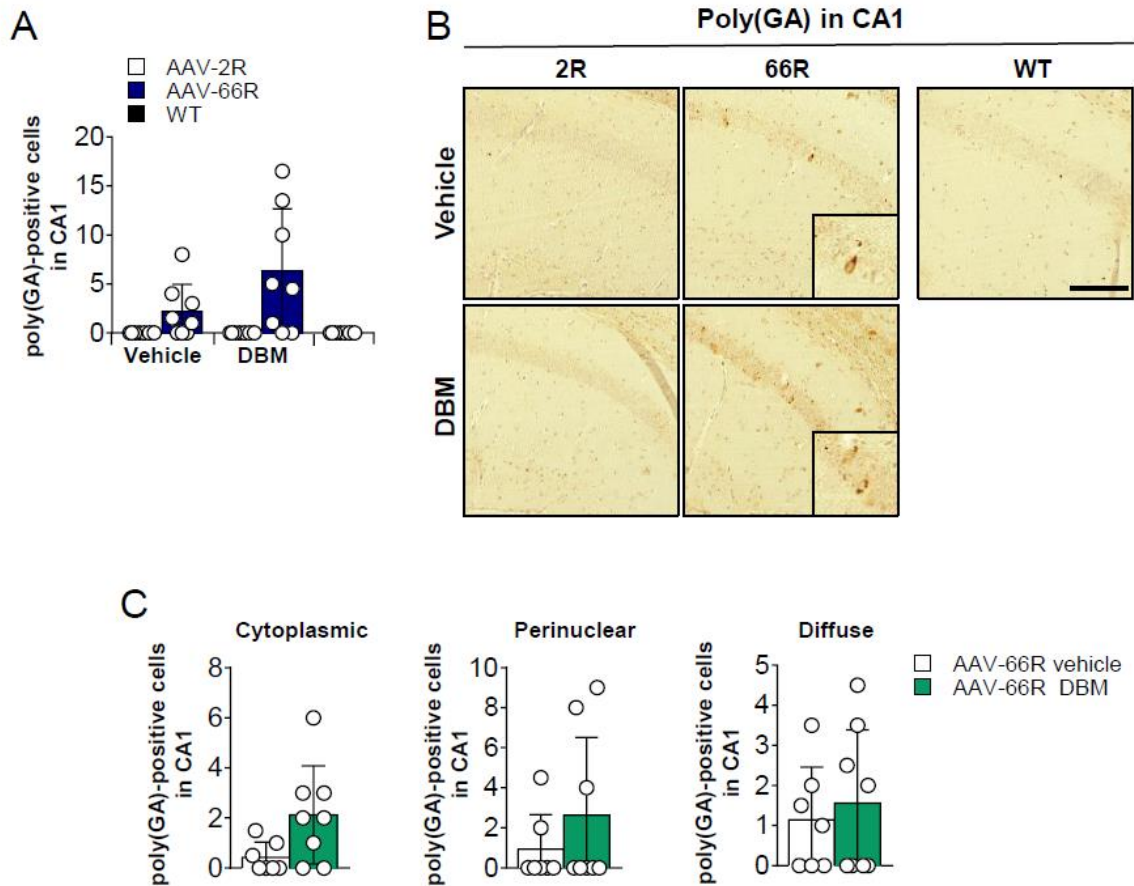 A
AAV-2R
AAV-66R
WT
poly(GA)-positive cells
in CA1
20
15
10
5
0
Vehicle
DBM
B
Poly(GA) in CA1
2R
66R
WT
Vehicle
DBM
C
Cytoplasmic
poly(GA)-positive cells
in CA1
8
6
4
2
0
Perinuclear
poly(GA)-positive cells
in CA1
10
8
6
4
2
0
Diffuse
poly(GA)-positive cells
in CA1
5
4
3
2
1
0
AAV-66R vehicle
AAV-66R DBM